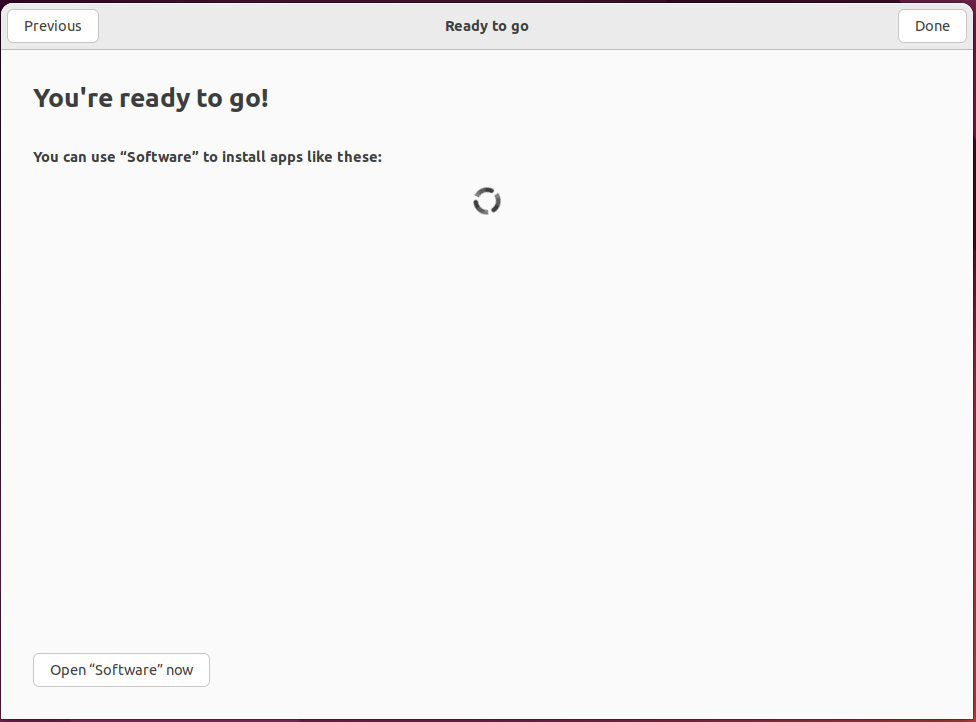 Previous
Ready to go
Done
You're ready to go!
You can use “Software” to install apps like these:
Open “Software” now